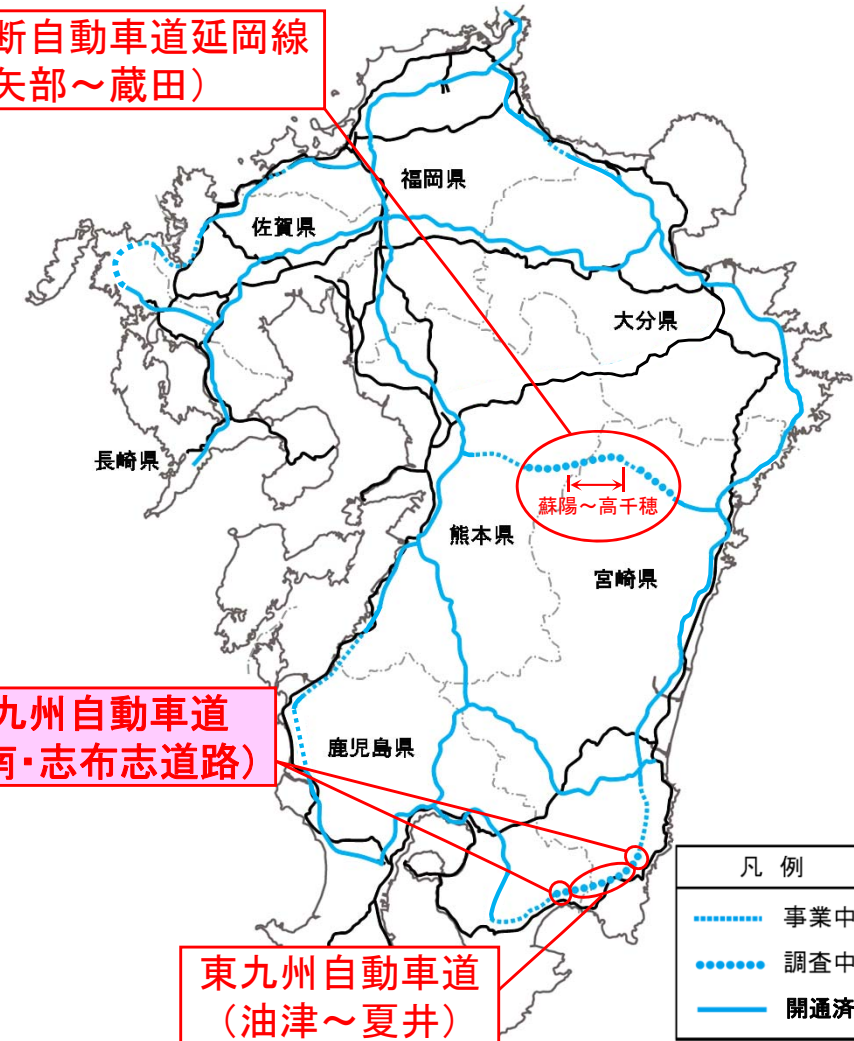 断自動車道延岡線
矢部～蔵田）
福岡県
佐賀県
大分県
長崎県
蘇陽～高千穂
熊本県
宮崎県
九州自動車道
南・志布志道路）
鹿児島県
凡 例
事業中
調査中
開通済
東九州自動車道
（油津～夏井）